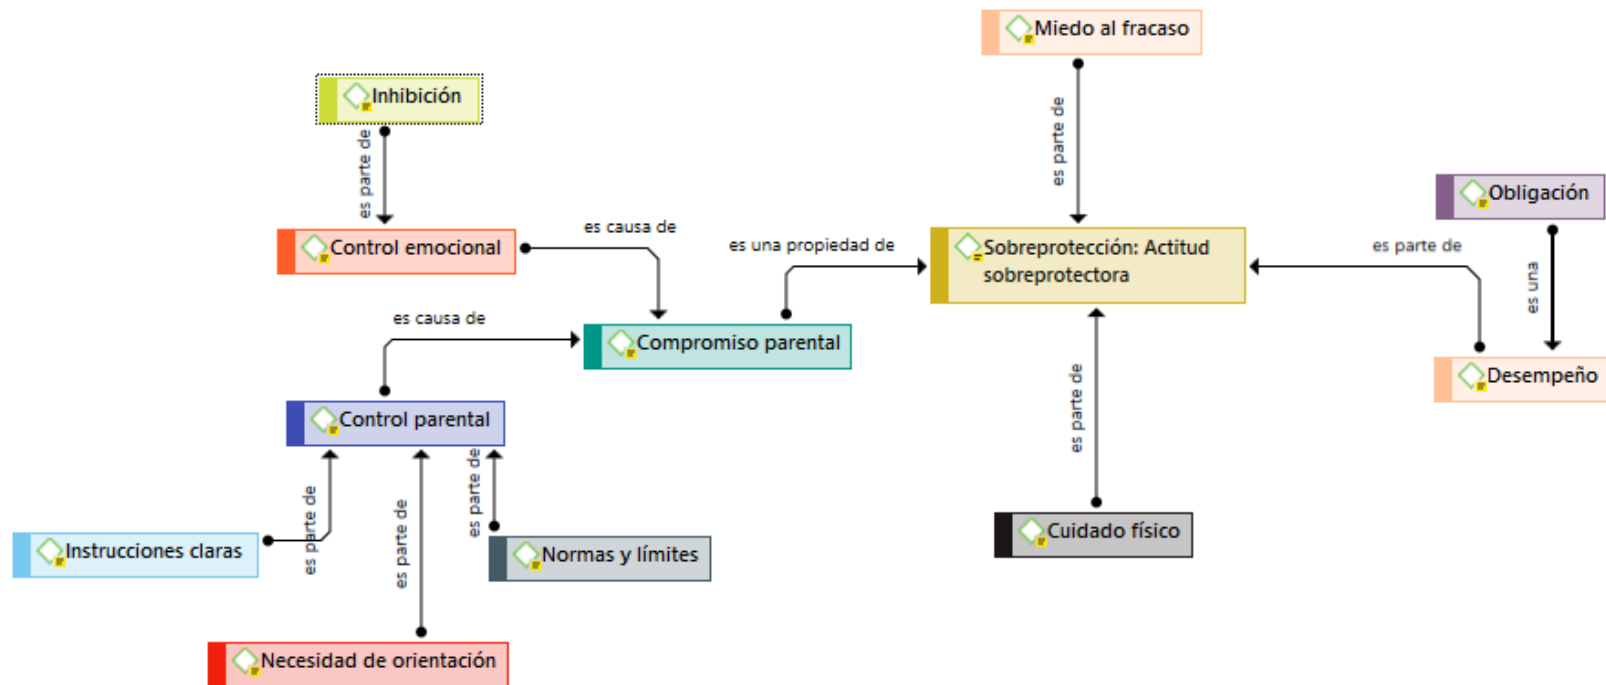 Miedo al fracaso
Inhibición
es parte de
es parte de
Obligación
Control emocional
es causa de
es una propiedad de
Sobreprotección: Actitud
sobreprotectora
es parte de
es una
es causa de
Compromiso parental
Desempeño
Control parental
es parte de
es parte de
es parte de
es parte de
Instrucciones claras
Normas y límites
Cuidado físico
Necesidad de orientación